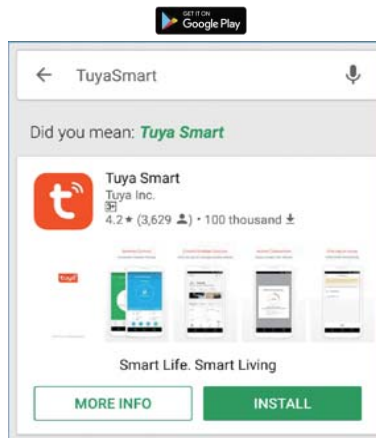 GET IT ON
Google Play
TuyaSmart
Did you mean: Tuya Smart
Tuya Smart
Tuya Inc.
3+
4.2★ (3,629 ) • 100 thousand
Smart Life. Smart Living
MORE INFO
INSTALL